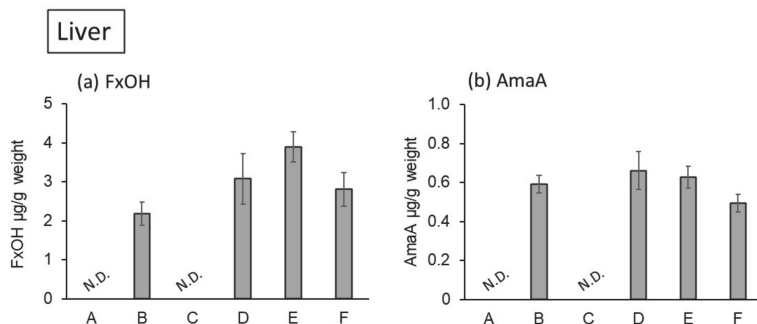 Liver
(a) FxOH
FxOH µg/g weight
5
4
3
2
1
0
N.D.
N.D.
A B C D E F
(b) AmaA
AmaA µg/g weight
1.0
0.8
0.6
0.4
0.2
0
N.D.
N.D.
A B C D E F